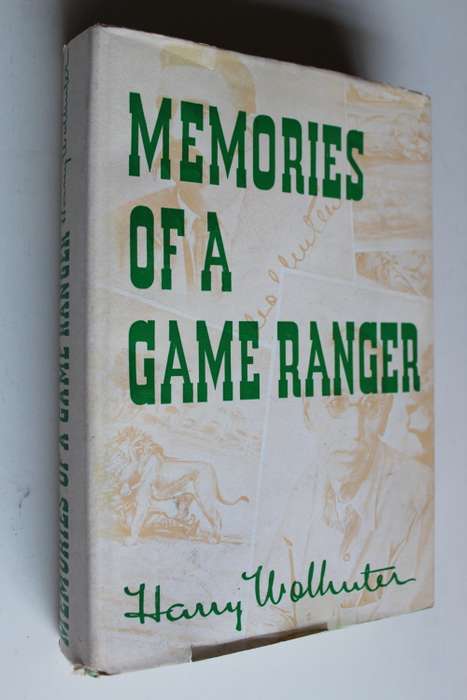 MEMORIES
OF A
GAME RANGER
Harry Wolhuter
MEMORIES OF A GAME RANGER